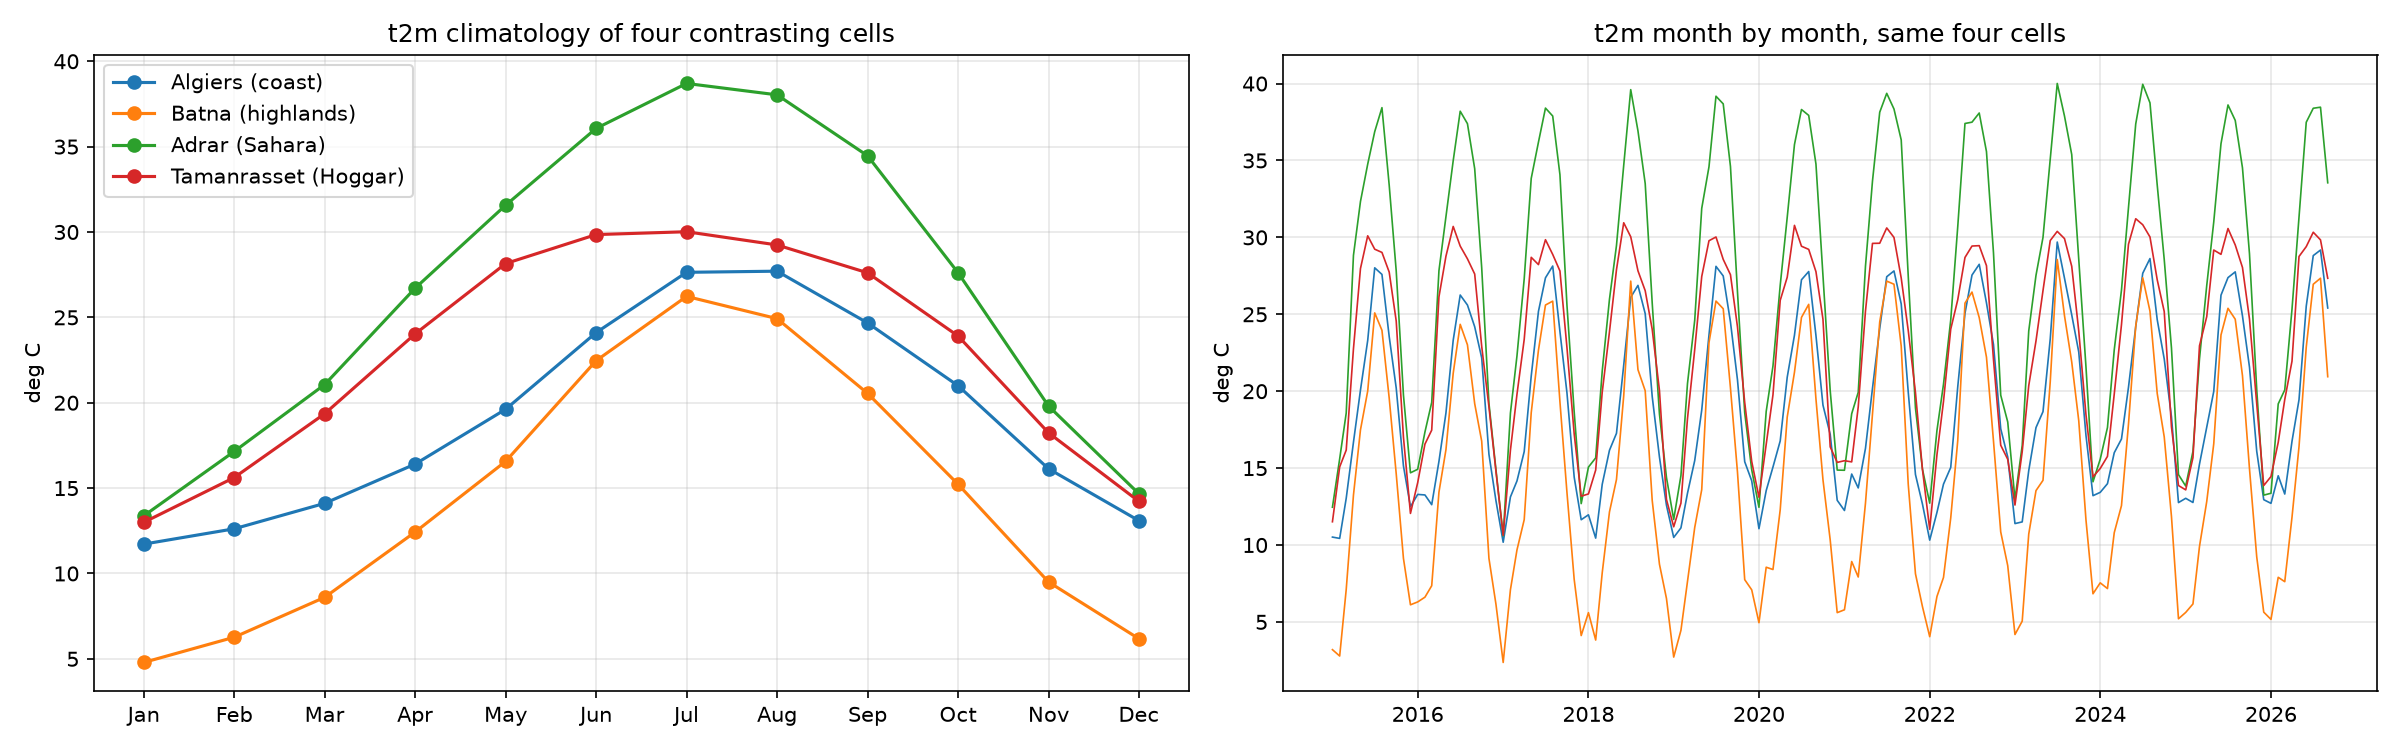 t2m climatology of four contrasting cells
deg C
40
35
30
25
20
15
10
5
Algiers (coast)
Batna (highlands)
Adrar (Sahara)
Tamanrasset (Hoggar)
Jan Feb Mar Apr May Jun Jul Aug Sep Oct Nov Dec
t2m month by month, same four cells
deg C
40
35
30
25
20
15
10
5
2016 2018 2020 2022 2024 2026